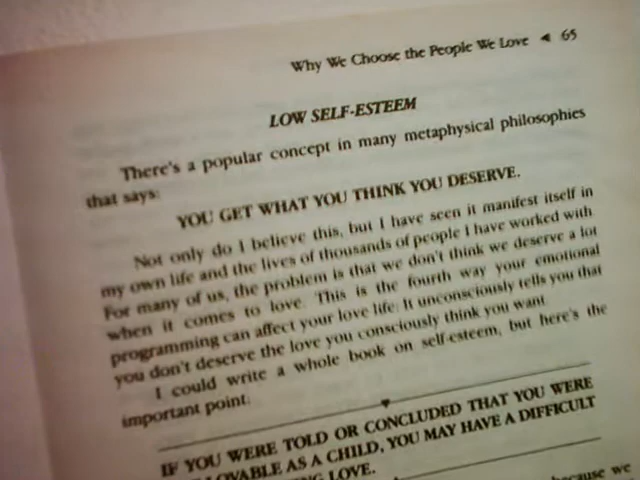 Why We Choose the People We Love ◄ 65
LOW SELF-ESTEEM
There's a popular concept in many metaphysical philosophies
that says:
YOU GET WHAT YOU THINK YOU DESERVE.
Not only do I believe this, but I have seen it manifest itself in
my own life and the lives of thousands of people I have worked with
For many of us, the problem is that we don't think we deserve a lot
when it comes to love. This is the fourth way your emotional
programming can affect your love life: It unconsciously tells you that
you don't deserve the love you consciously think you want.
I could write a whole book on self-esteem, but here's the
important point:
IF YOU WERE TOLD OR CONCLUDED THAT YOU WERE
LOVABLE AS A CHILD, YOU MAY HAVE A DIFFICULT
LOVE.
because we